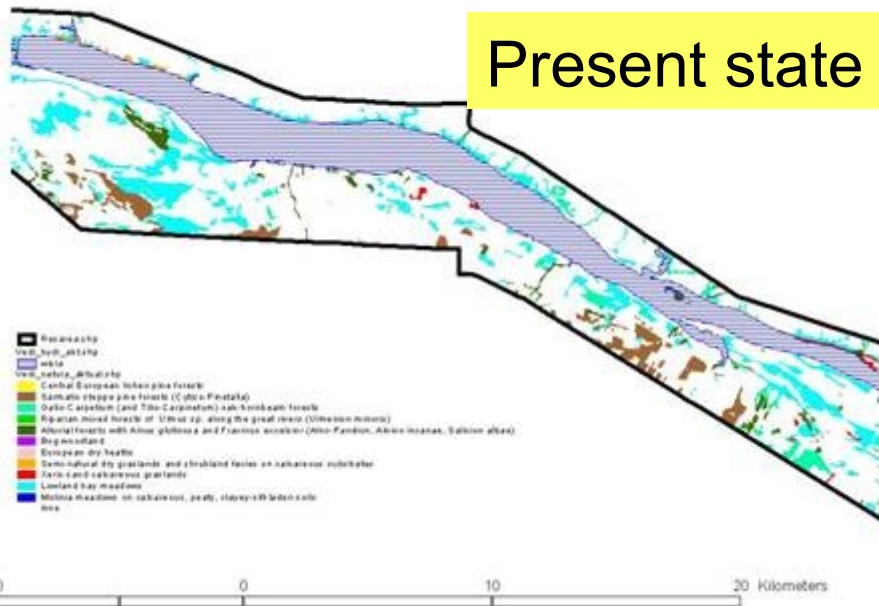 Present state
Central European lichen pine forests
Sarmatic steppe pine forests (Cytiso-Pinetalia)
Galio-Carpinetum (and Tilio-Carpinetum) oak-hornbeam forests
Riparian mixed forests of Ulmus sp. along the great rivers (Ulmenion minoris)
Alluvial forests with Alnus glutinosa and Fraxinus excelsior (Alno-Pandion, Alnion incanae, Salicion albae)
Bog woodland
European dry heaths
Semi-natural dry grasslands and shrubland facies on calcareous substrates
Xeric sand calcareous grasslands
Lowland hay meadows
Molinia meadows on calcareous, peaty, clayey-silt-laden soils
0
10
20 Kilometers